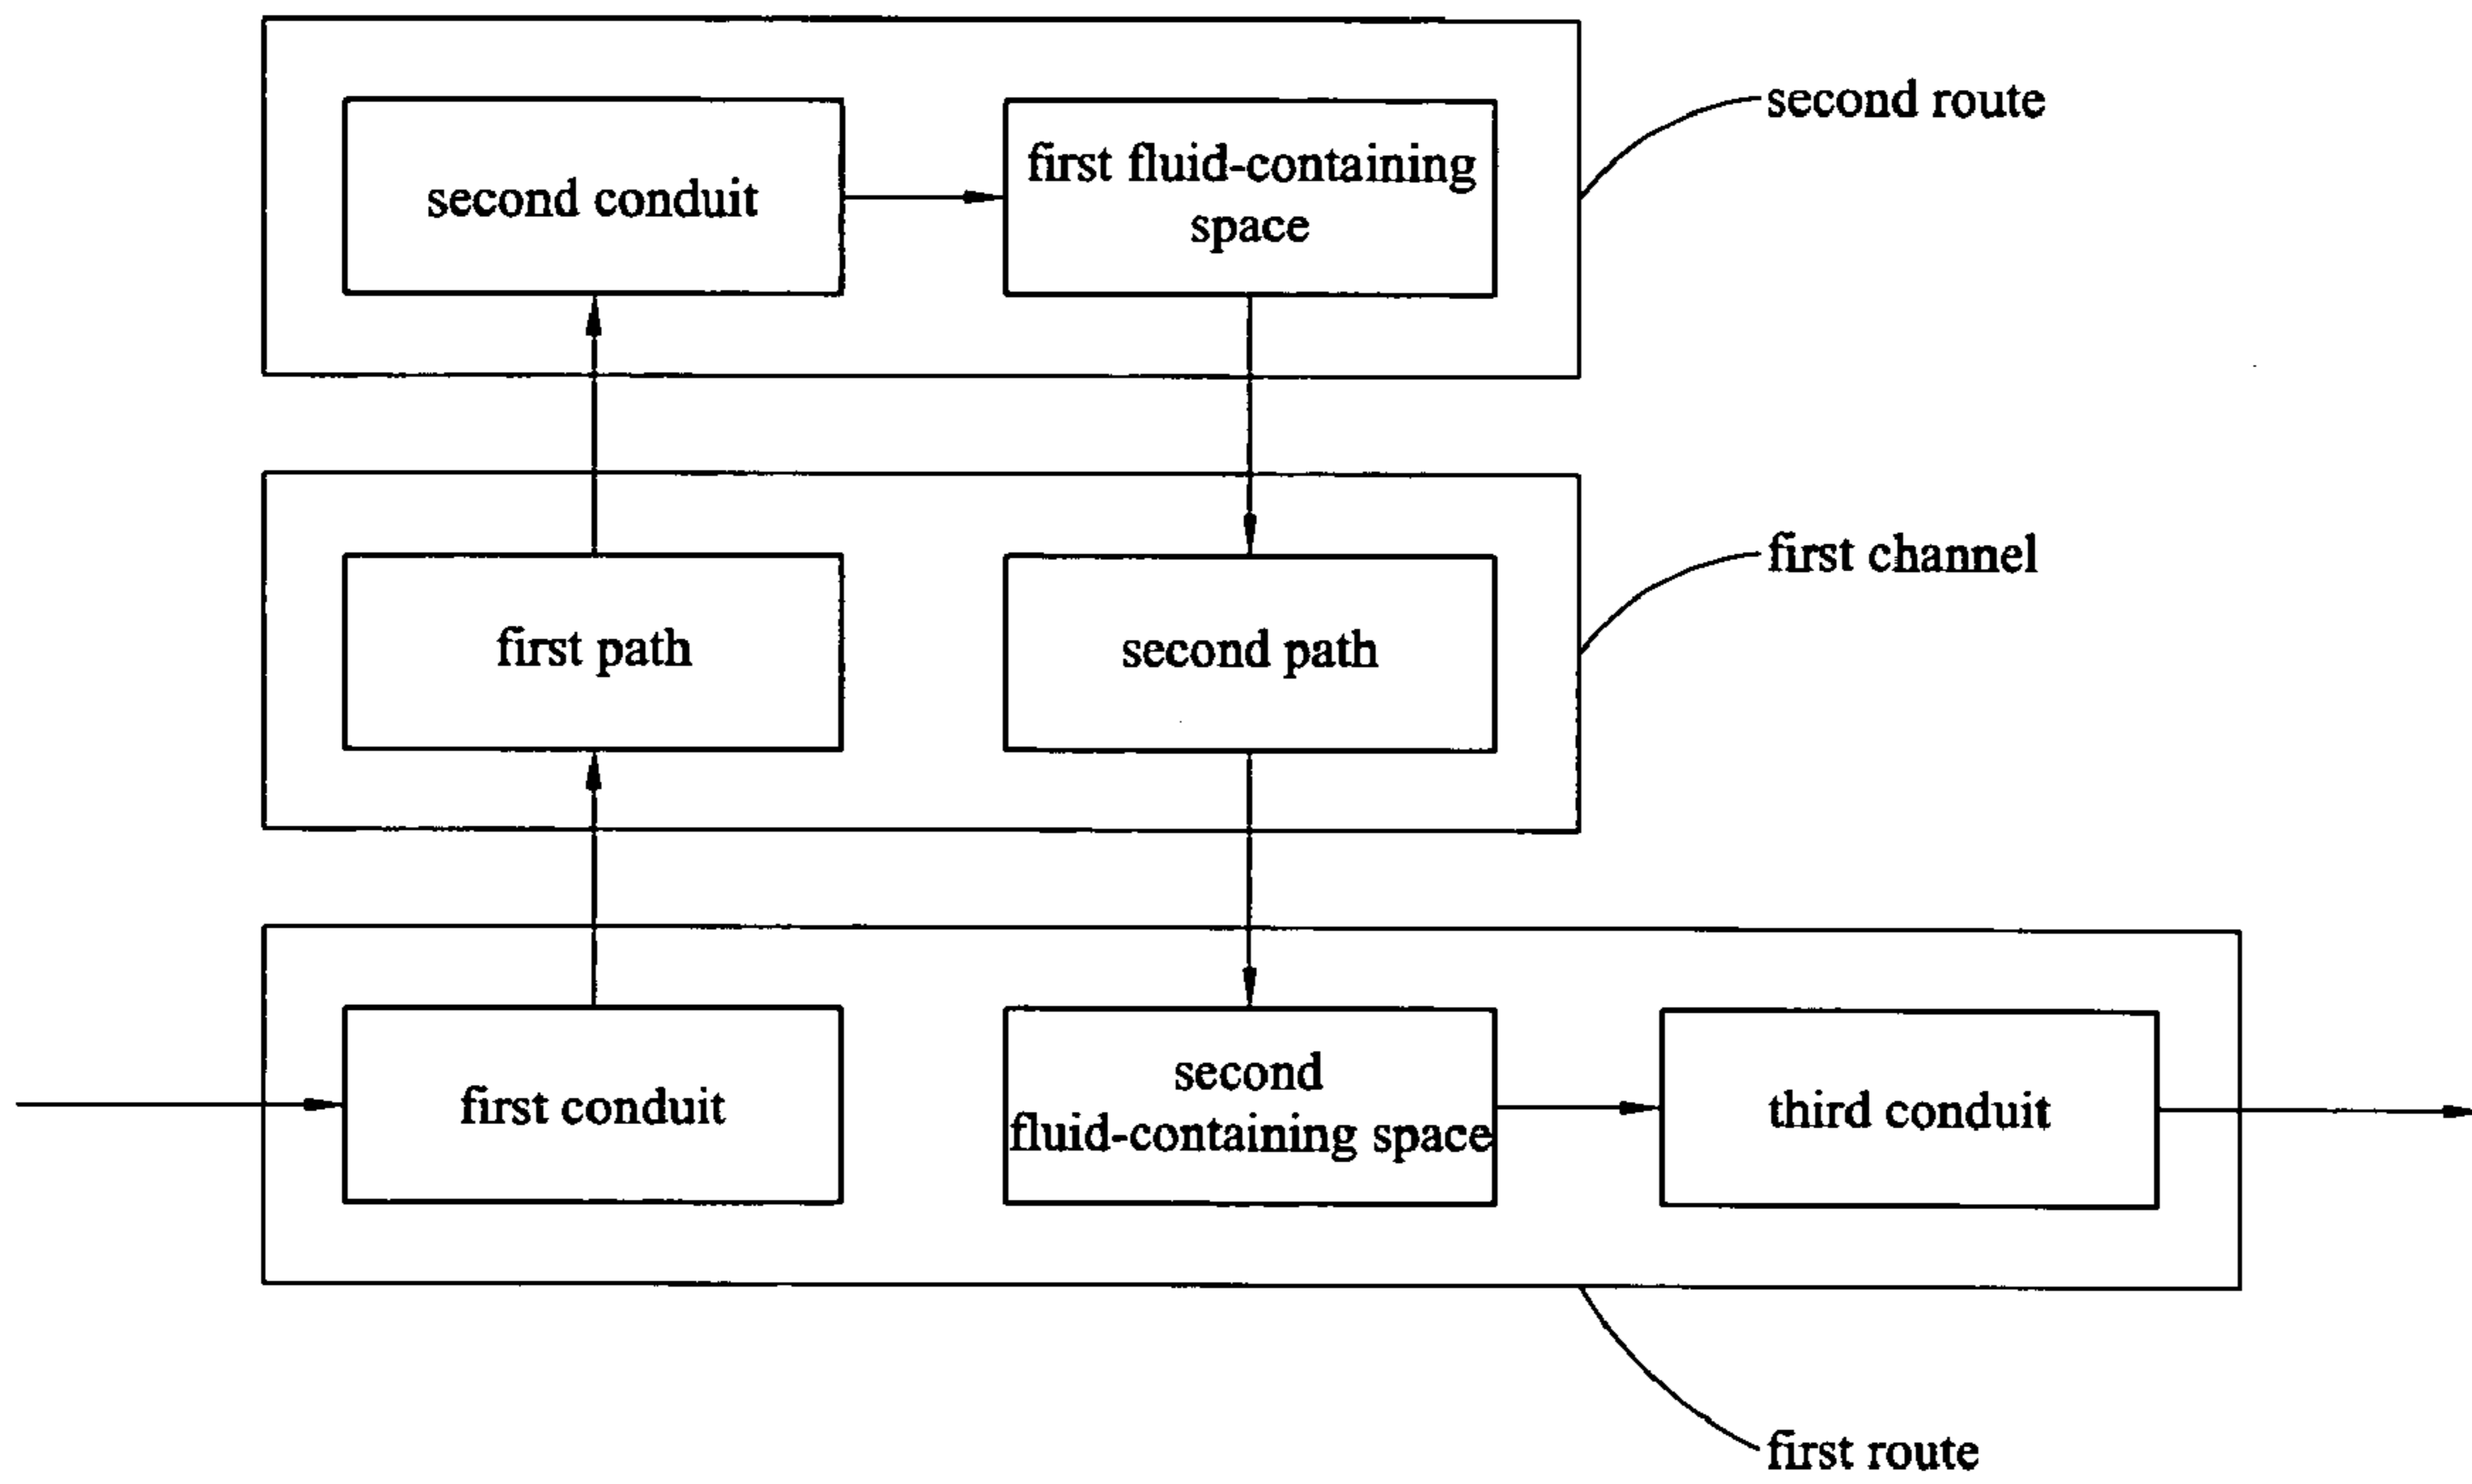 second route
second conduit
first fluid-containing
space
first channel
first path
second path
first conduit
second
fluid-containing space
third conduit
first route